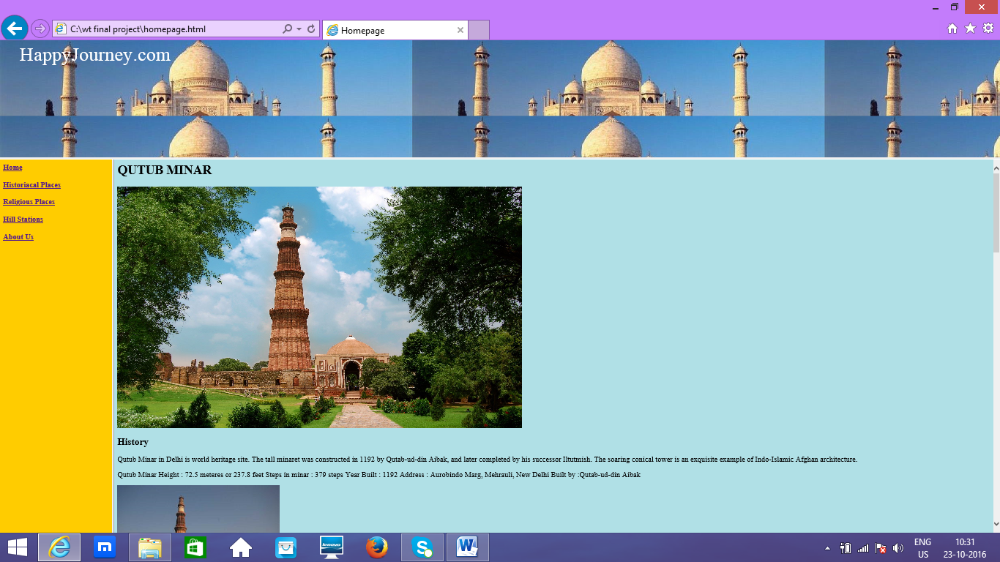 C:\wt final project\homepage.html
Homepage
HappyJourney.com
Home
Historiacal Places
Religious Places
Hill Stations
About Us
QUTUB MINAR
History
Qutub Minar in Delhi is world heritage site. The tall minaret was constructed in 1192 by Qutab-ud-din Aibak, and later completed by his successor Iltutmish. The soaring conical tower is an exquisite example of Indo-Islamic Afghan architecture.
Qutub Minar Height : 72.5 meteres or 237.8 feet Steps in minar : 379 steps Year Built : 1192 Address : Aurobindo Marg, Mehrauli, New Delhi Built by :Qutab-ud-din Aibak
lenovo
ENG
US
10:31
23-10-2016